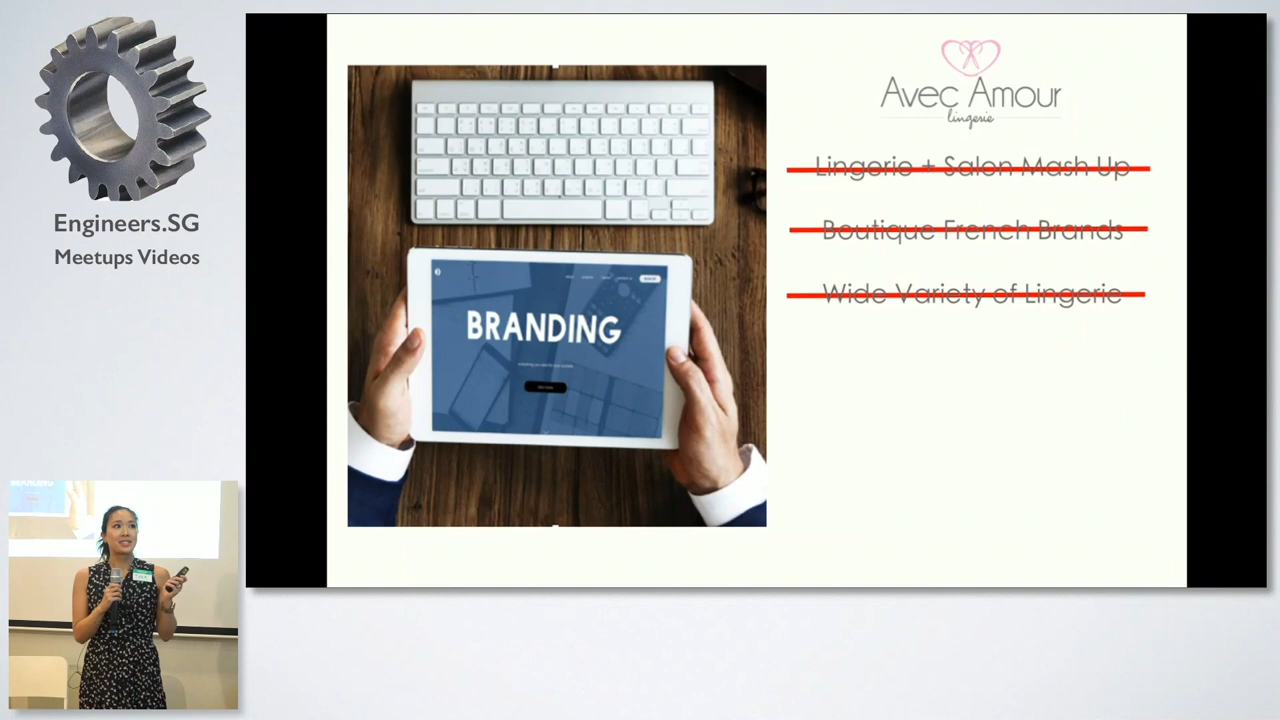 Engineers.SG
Meetups Videos
Avec Amour
lingerie
Lingerie + Salon Mash Up
Boutique French Brands
Wide Variety of Lingerie
BRANDING
BRANDING